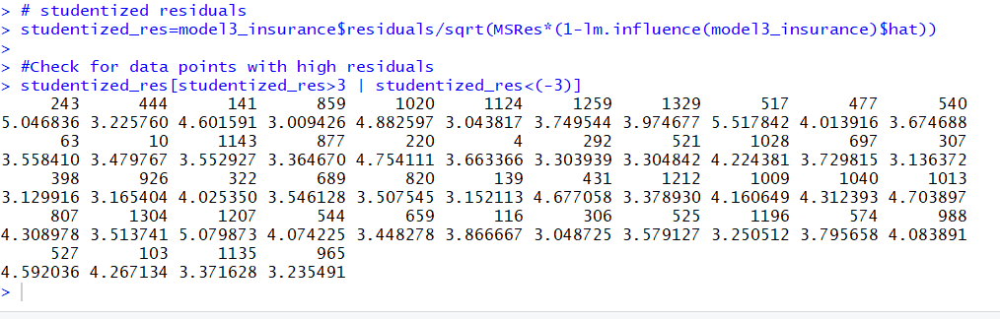 > # studentized residuals
> studentized_res=model3_insurance$residuals/sqrt(MSRes*(1-lm.influence(model3_insurance)$hat))
>
> #Check for data points with high residuals
> studentized_res[studentized_res>3 | studentized_res<(-3)]
243 444 141 859 1020 1124 1259 1329 517 477 540
5.046836 3.225760 4.601591 3.009426 4.882597 3.043817 3.749544 3.974677 5.517842 4.013916 3.674688
63 10 1143 877 220 4 292 521 1028 697 307
3.558410 3.479767 3.552927 3.364670 4.754111 3.663366 3.303939 3.304842 4.224381 3.729815 3.136372
398 926 322 689 820 139 431 1212 1009 1040 1013
3.129916 3.165404 4.025350 3.546128 3.507545 3.152113 4.677058 3.378930 4.160649 4.312393 4.703897
807 1304 1207 544 659 116 306 525 1196 574 988
4.308978 3.513741 5.079873 4.074225 3.448278 3.866667 3.048725 3.579127 3.250512 3.795658 4.083891
527 103 1135 965
4.592036 4.267134 3.371628 3.235491
>